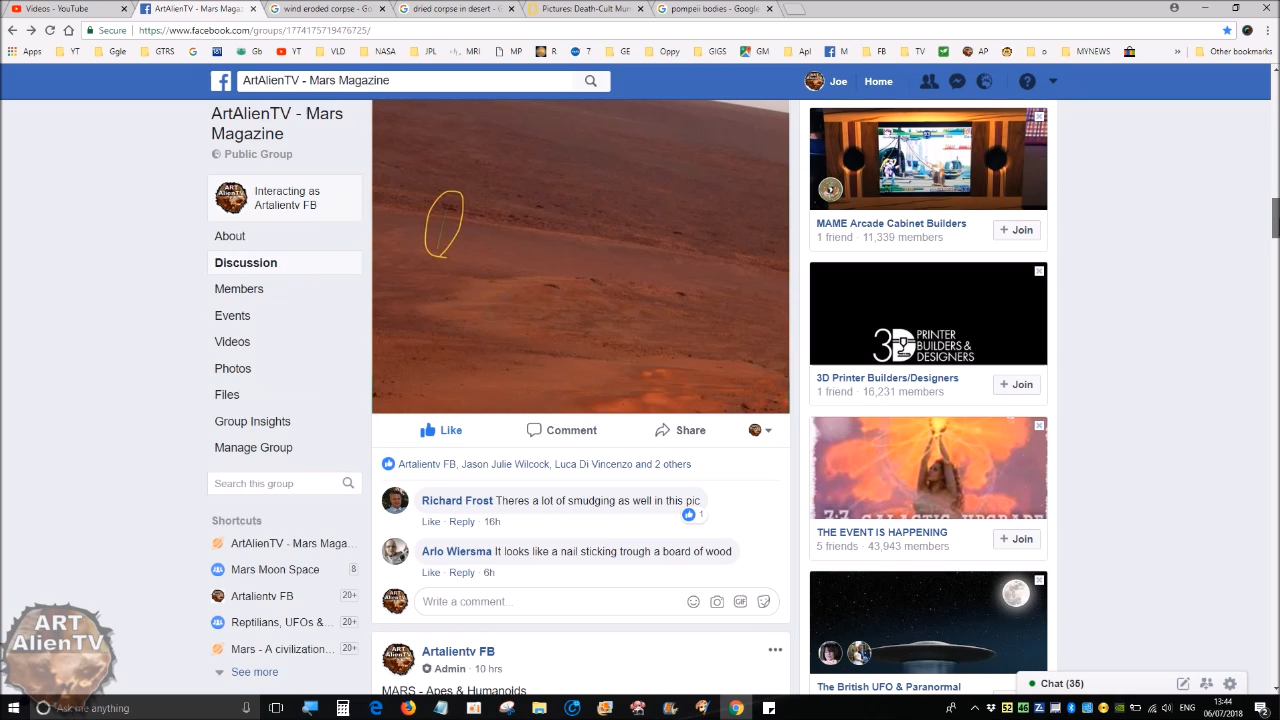 Videos - YouTube
ArtAlienTV - Mars Maga
wind eroded corpse - Go
dried corpse in desert - G
Pictures: Death-Cult Mur
pompeii bodies - Google
Secure
https://www.facebook.com/groups/1774175719476725/
Apps YT Ggle GTRS G Gb YT VLD NASA JPL MRI MP R 7 GE Oppy GIGS GM Apl M FB TV AP o MYNEWS » Other bookmarks
ArtAlienTV - Mars Magazine
Joe Home
ArtAlienTV - Mars
Magazine
Public Group
Interacting as
Artalientv FB
About
Discussion
Members
Events
Videos
Photos
Files
Group Insights
Manage Group
Search this group
Shortcuts
ArtAlienTV - Mars Maga...
Mars Moon Space 8
Artalientv FB 20+
Reptilians, UFOs &... 20+
Mars - A civilization... 20+
See more
Like Comment Share
Artalientv FB, Jason Julie Wilcock, Luca Di Vincenzo and 2 others
Richard Frost Theres a lot of smudging as well in this pic
1
Like · Reply · 16h
Arlo Wiersma It looks like a nail sticking trough a board of wood
Like · Reply · 6h
Write a comment...
GIF
Artalientv FB
Admin · 10 hrs
MARS - Apes & Humanoids
MAME Arcade Cabinet Builders
1 friend · 11,339 members
+ Join
3D PRINTER
BUILDERS &
DESIGNERS
3D Printer Builders/Designers
1 friend · 16,231 members
+ Join
7:7 GALACTIC UPGRADE
THE EVENT IS HAPPENING
5 friends · 43,943 members
+ Join
The British UFO & Paranormal
Chat (35)
ART
AlienTV
Ask me anything
52 46
ENG
13:44
06/07/2018